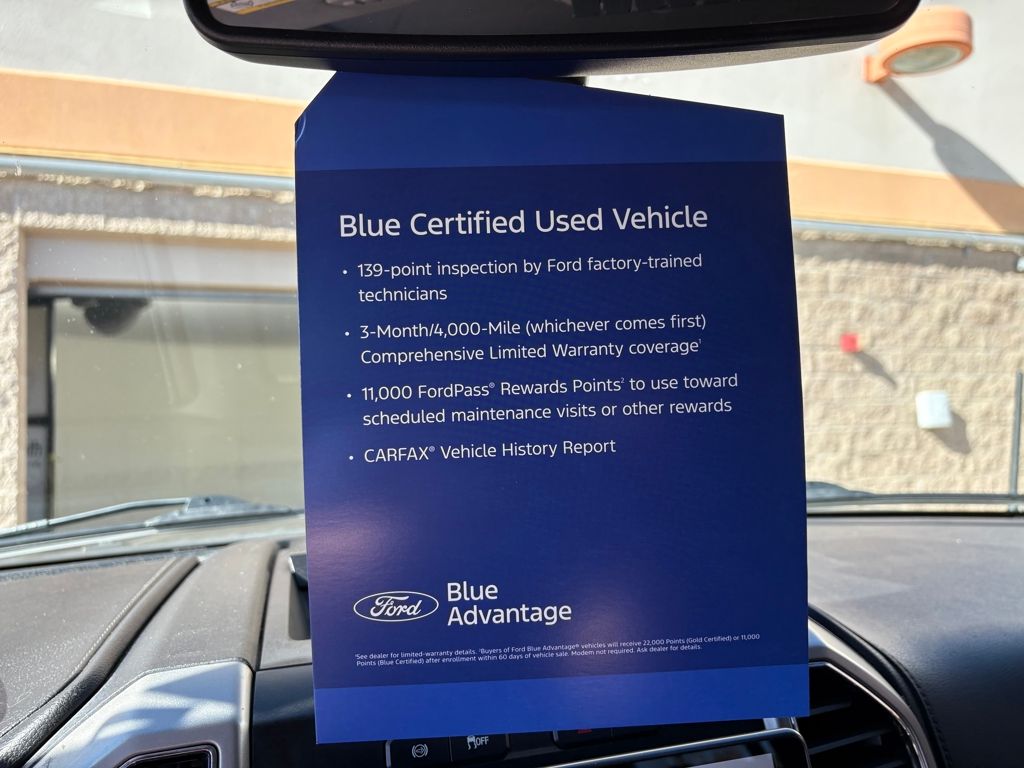 Blue Certified Used Vehicle
• 139-point inspection by Ford factory-trained
technicians
• 3-Month/4,000-Mile (whichever comes first)
Comprehensive Limited Warranty coverage¹
• 11,000 FordPass® Rewards Points² to use toward
scheduled maintenance visits or other rewards
• CARFAX® Vehicle History Report
Ford
Blue
Advantage
¹See dealer for limited-warranty details. ²Buyers of Ford Blue Advantage® vehicles will receive 22,000 Points (Gold Certified) or 11,000
Points (Blue Certified) after enrollment within 60 days of vehicle sale. Modem not required. Ask dealer for details.
OFF